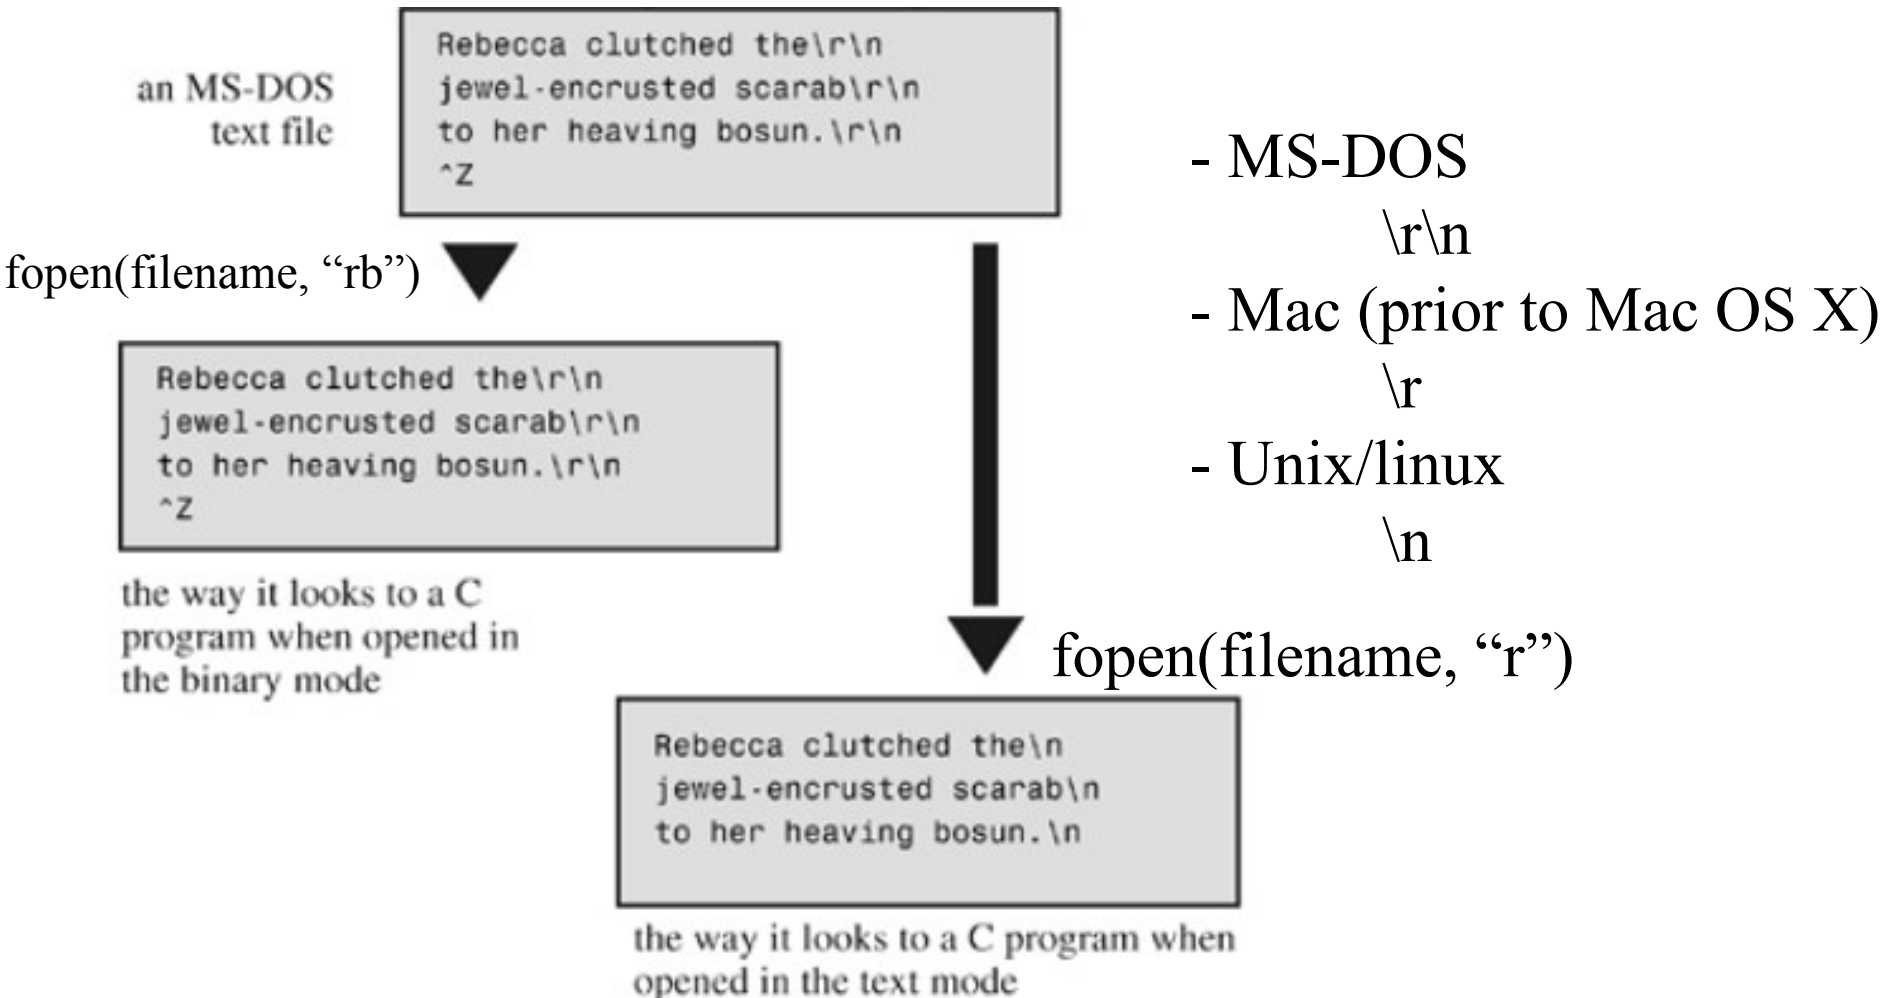 an MS-DOS
text file
Rebecca clutched the\r\n
jewel-encrusted scarab\r\n
to her heaving bosun.\r\n
^Z
fopen(filename, “rb”)
Rebecca clutched the\r\n
jewel-encrusted scarab\r\n
to her heaving bosun.\r\n
^Z
the way it looks to a C
program when opened in
the binary mode
- MS-DOS
\r\n
- Mac (prior to Mac OS X)
\r
- Unix/linux
\n
fopen(filename, “r”)
Rebecca clutched the\n
jewel-encrusted scarab\n
to her heaving bosun.\n
the way it looks to a C program when
opened in the text mode